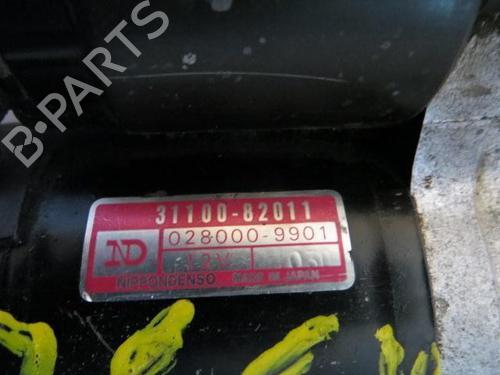 B-PARTS
31100-82011
ND
028000-9901
12V
NIPPONDENSO MADE IN JAPAN